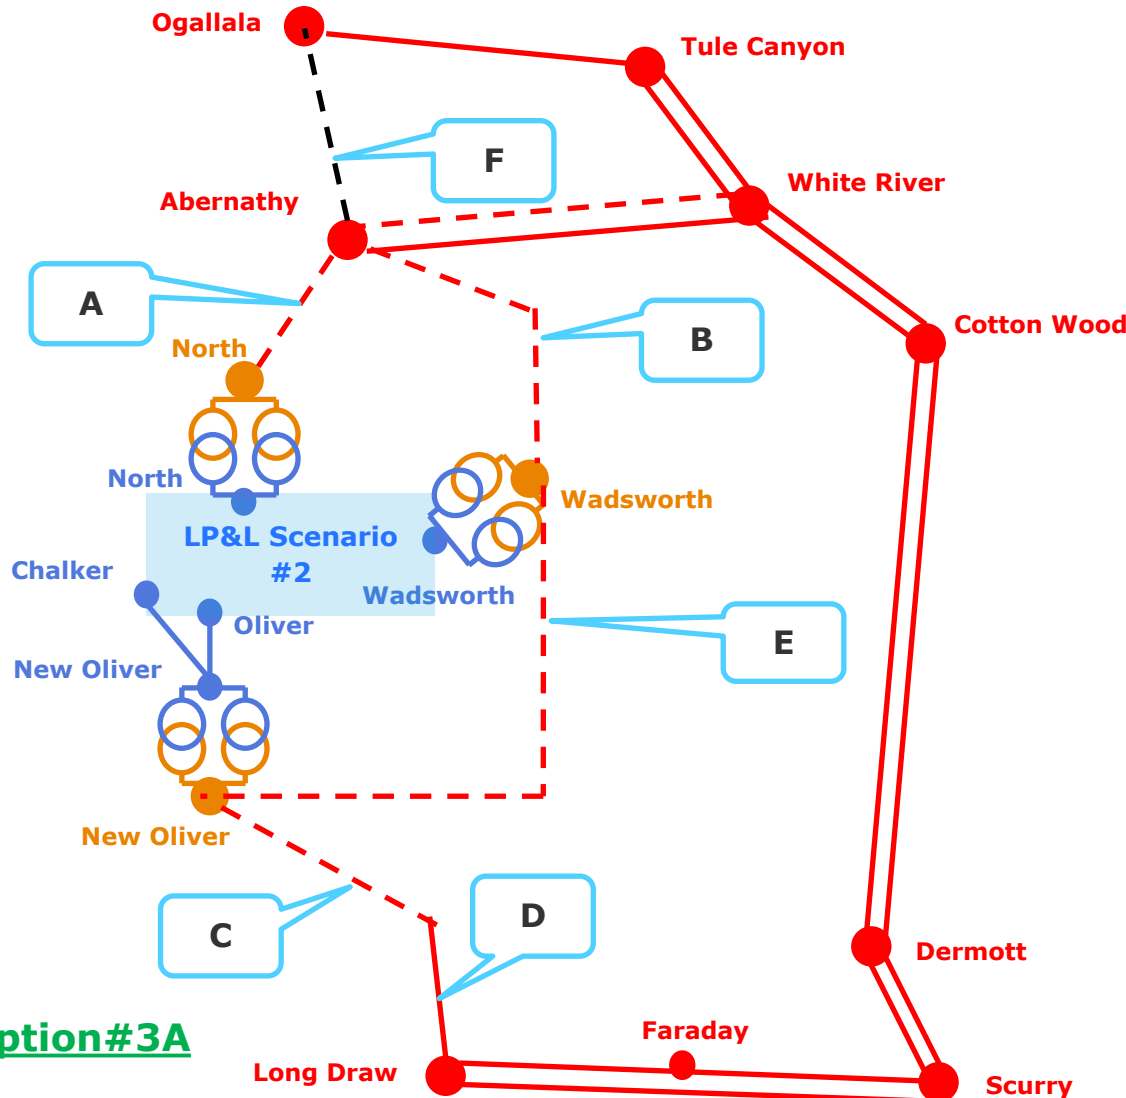 Ogallala
Tule Canyon
F
White River
Abernathy
A
Cotton Wood
B
North
North
Wadsworth
LP&L Scenario
#2
Chalker
Wadsworth
Oliver
E
New Oliver
New Oliver
D
C
Dermott
Faraday
ption#3A
Long Draw
Scurry